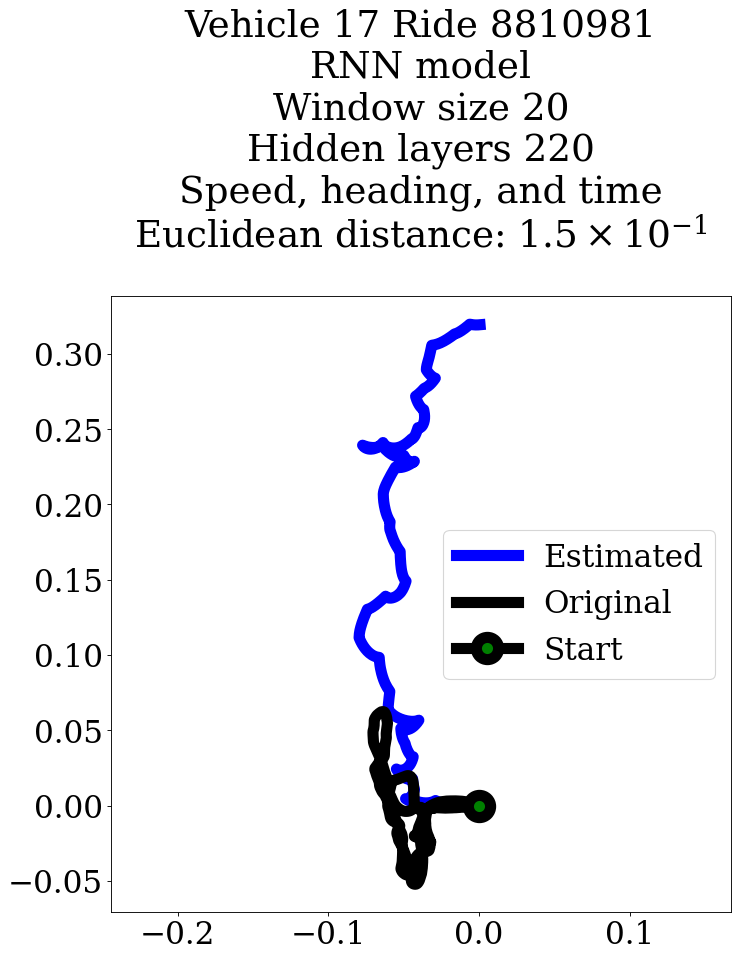 Vehicle 17 Ride 8810981
RNN model
Window size 20
Hidden layers 220
Speed, heading, and time
Euclidean distance: 1.5 × 10⁻¹
0.30
0.25
0.20
0.15
0.10
0.05
0.00
−0.05
Estimated
Original
Start
−0.2
−0.1
0.0
0.1